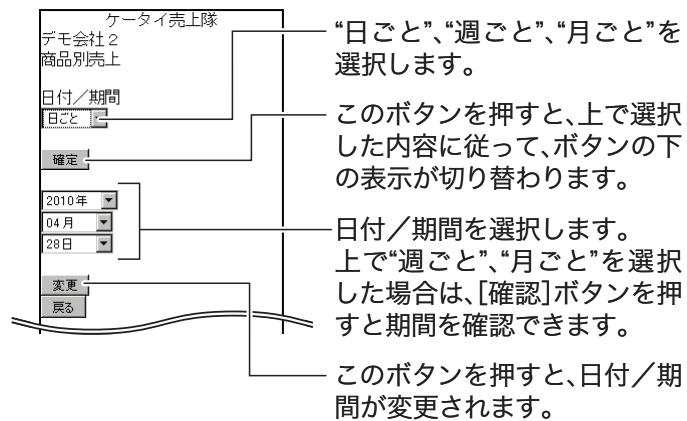 ケータイ売上隊
デモ会社2
商品別売上
日付／期間
日ごと
確定
2010年
04月
28日
変更
戻る
“日ごと”、“週ごと”、“月ごと”を
選択します。
このボタンを押すと、上で選択
した内容に従って、ボタンの下
の表示が切り替わります。
日付／期間を選択します。
上で“週ごと”、“月ごと”を選択
した場合は、[確認]ボタンを押
すと期間を確認できます。
このボタンを押すと、日付／期
間が変更されます。